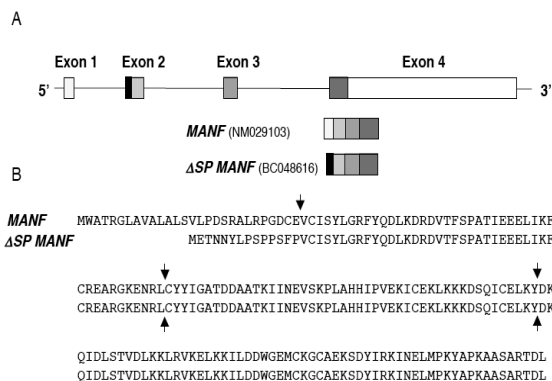 A
Exon 1 Exon 2 Exon 3 Exon 4
5' 3'
MANF (NM029103)
ΔSP MANF (BC048616)
B
MANF MWATRGLAVALALSVLPDSRALRPGDCEVCISYLGRFYQDLKDRDVTFSPATIEEELIKF
ΔSP MANF METNNYLPSPPSFPVCISYLGRFYQDLKDRDVTFSPATIEEELIKF
CREARGKENRLCYYIGATDDAATKIINEVSKPLAHHIPVEKICEKLKKKDSQICELKYDK
CREARGKENRLCYYIGATDDAATKIINEVSKPLAHHIPVEKICEKLKKKDSQICELKYDK
QIDLSTVDLKKLRVKELKKILDDWGEMCKGCAEKSDYIRKINELMPKYAPKAASARTDL
QIDLSTVDLKKLRVKELKKILDDWGEMCKGCAEKSDYIRKINELMPKYAPKAASARTDL